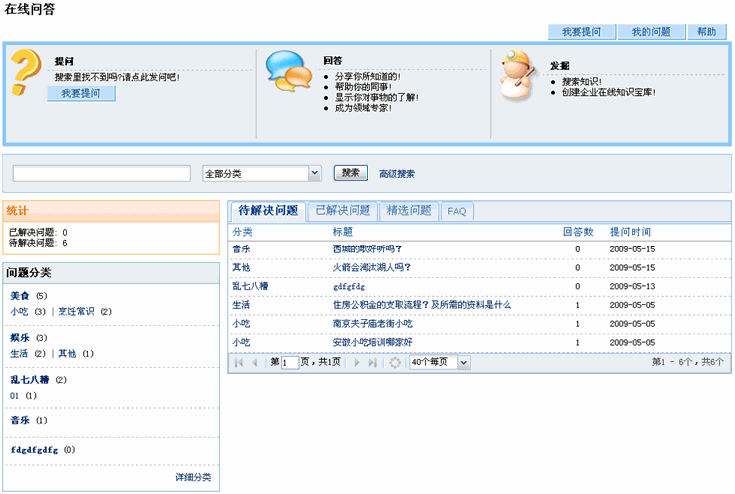 在线问答
我要提问 我的问题 帮助
提问
搜索里找不到吗?请点此发问吧!
我要提问
回答
● 分享你所知道的!
● 帮助你的同事!
● 显示你对事物的了解!
● 成为领域专家!
发掘
● 搜索知识!
● 创建企业在线知识宝库!
全部分类 搜索 高级搜索
统计
已解决问题: 0
待解决问题: 6
问题分类
美食 (5)
小吃 (3) | 烹饪常识 (2)
娱乐 (3)
生活 (2) | 其他 (1)
乱七八糟 (2)
01 (1)
音乐 (1)
fdgdfgdfg (0)
详细分类
待解决问题 已解决问题 精选问题 FAQ
分类 标题 回答数 提问时间
音乐 西城的歌好听吗? 0 2009-05-15
其他 火箭会淘汰湖人吗? 0 2009-05-15
乱七八糟 gdfgfdg 0 2009-05-13
生活 住房公积金的支取流程?及所需的资料是什么 1 2009-05-05
小吃 南京夫子庙老街小吃 1 2009-05-05
小吃 安徽小吃培训哪家好 1 2009-05-05
第 1 页,共1页 40个每页 第1 - 6个,共6个